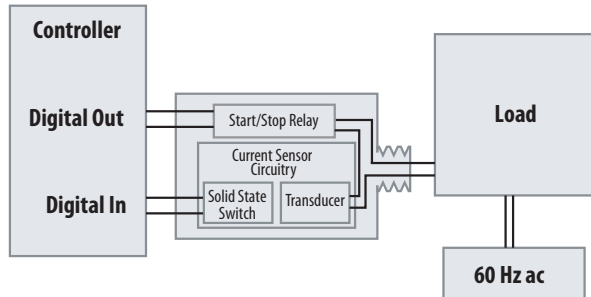 Controller
Digital Out
Digital In
Start/Stop Relay
Current Sensor
Circuitry
Solid State
Switch
Transducer
Load
60 Hz ac